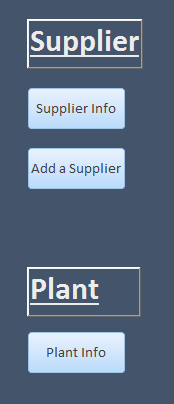 Supplier
Supplier Info
Add a Supplier
Plant
Plant Info